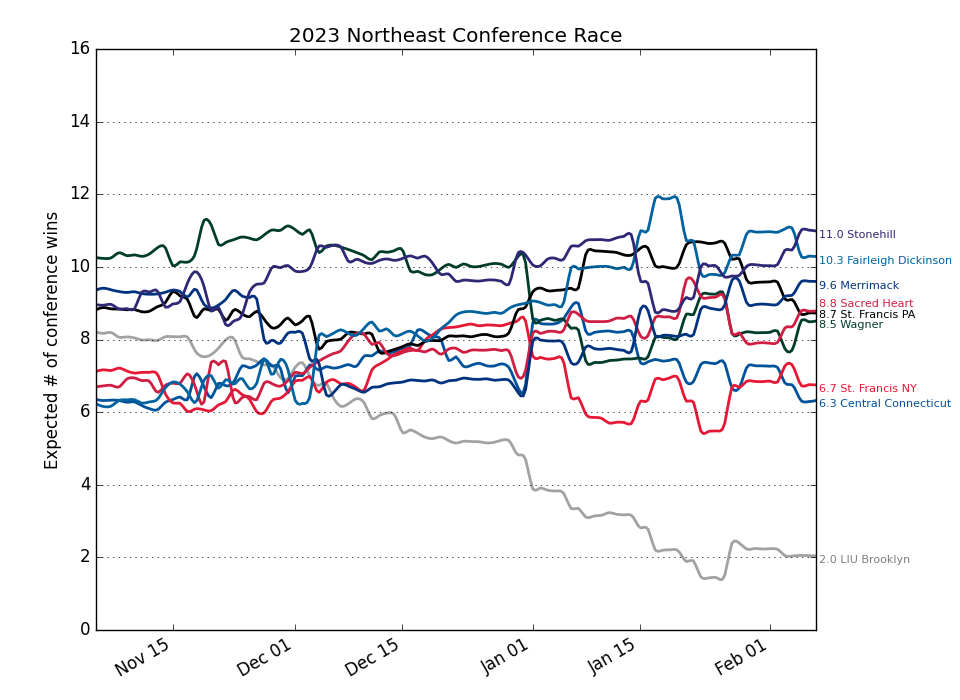 2023 Northeast Conference Race
Expected # of conference wins
16
14
12
10
8
6
4
2
0
Nov 15
Dec 01
Dec 15
Jan 01
Jan 15
Feb 01
11.0 Stonehill
10.3 Fairleigh Dickinson
9.6 Merrimack
8.8 Sacred Heart
8.7 St. Francis PA
8.5 Wagner
6.7 St. Francis NY
6.3 Central Connecticut
2.0 LIU Brooklyn